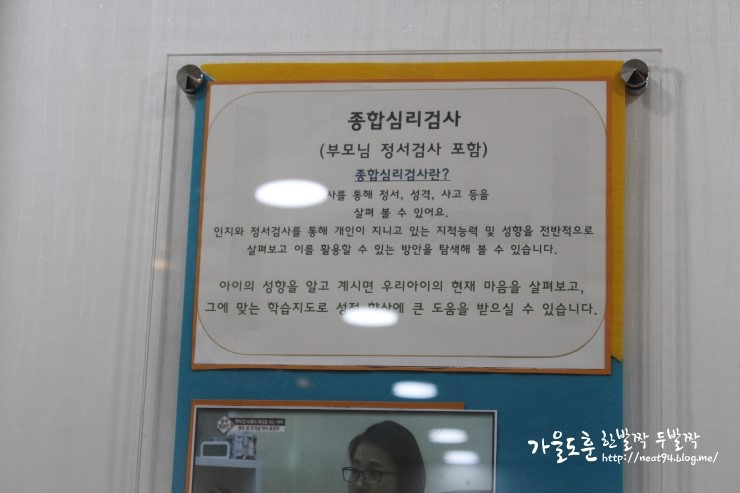 종합심리검사
(부모님 정서검사 포함)
종합심리검사란?
를 통해 정서, 성격, 사고 등을
살펴 볼 수 있어요.
인지와 정서검사를 통해 개인이 지니고 있는 지적능력 및 성향을 전반적으로
살펴보고 이를 활용할 수 있는 방안을 탐색해 볼 수 있습니다.
아이의 성향을 알고 계시면 우리아이의 현재 마음을 살펴보고,
그에 맞는 학습지도로 성적 향상에 큰 도움을 받으실 수 있습니다.
가을도훈 한발짝 두발짝
http://neat94.blog.me/